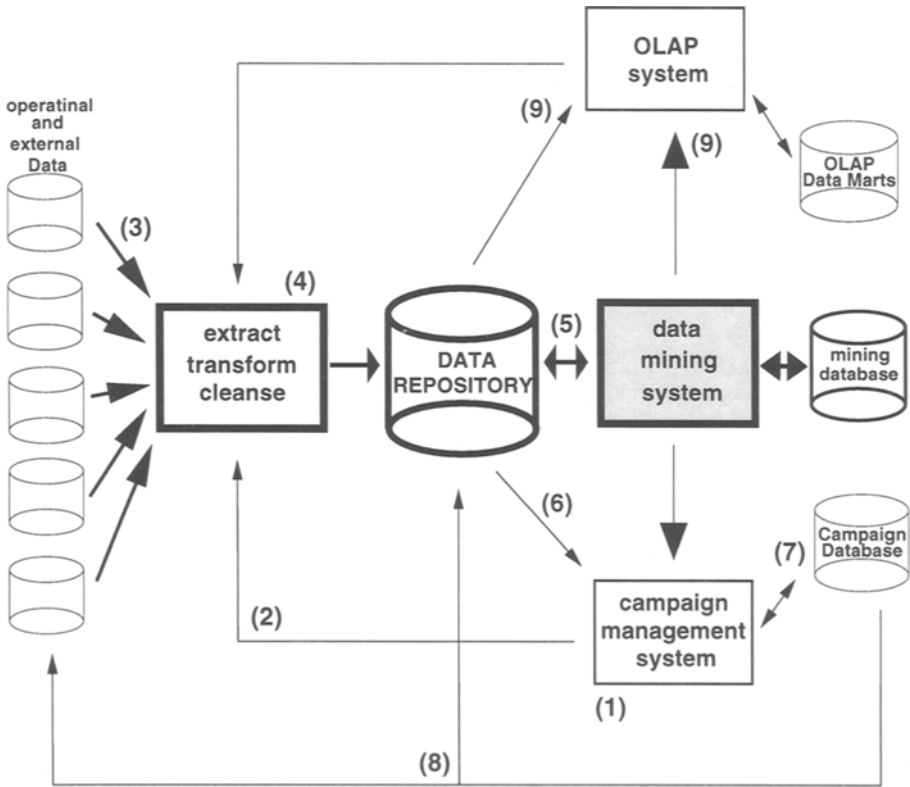 OLAP
system
operatinal
and
external
Data
(9)
(9)
OLAP
Data Marts
(3)
(4)
extract
transform
cleanse
DATA
REPOSITORY
(5)
data
mining
system
mining
database
(6)
Campaign
Database
(7)
(2)
campaign
management
system
(1)
(8)